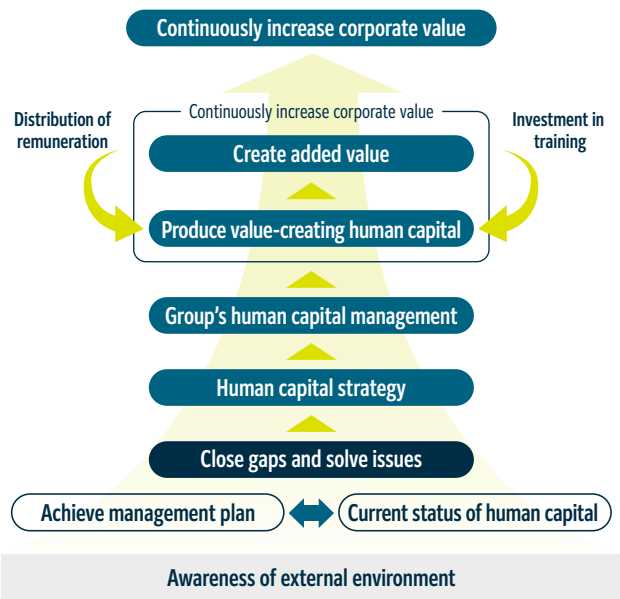 Continuously increase corporate value
Continuously increase corporate value
Distribution of
remuneration
Investment in
training
Create added value
Produce value-creating human capital
Group's human capital management
Human capital strategy
Close gaps and solve issues
Achieve management plan
Current status of human capital
Awareness of external environment